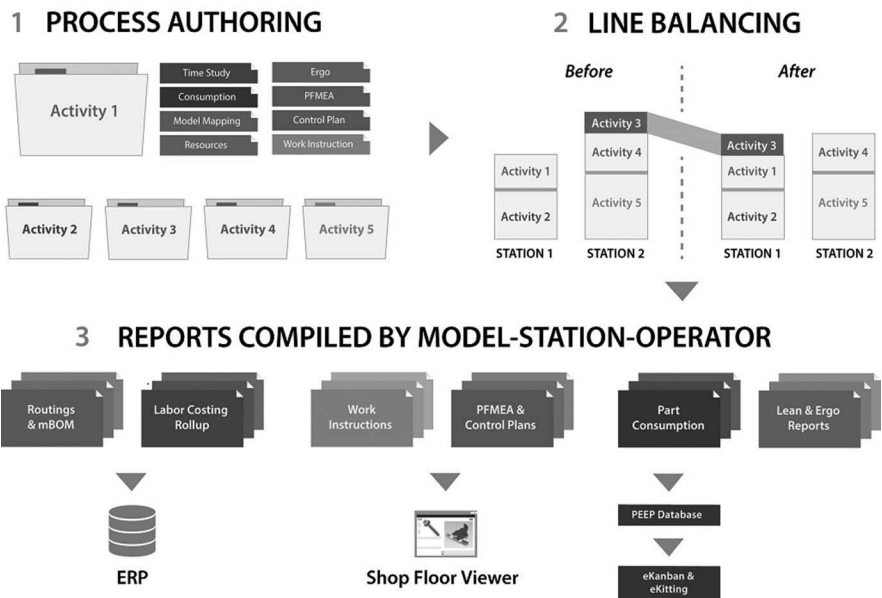 1 PROCESS AUTHORING
Activity 1
Time Study
Consumption
Model Mapping
Resources
Ergo
PFMEA
Control Plan
Work Instruction
Activity 2
Activity 3
Activity 4
Activity 5
2 LINE BALANCING
Before
After
Activity 1
Activity 2
STATION 1
Activity 3
Activity 4
Activity 5
STATION 2
Activity 3
Activity 1
Activity 2
STATION 1
Activity 4
Activity 5
STATION 2
3 REPORTS COMPILED BY MODEL-STATION-OPERATOR
Routings
& mBOM
Labor Costing
Rollup
Work
Instructions
PFMEA &
Control Plans
Part
Consumption
Lean & Ergo
Reports
ERP
Shop Floor Viewer
PEEP Database
eKanban &
eKitting